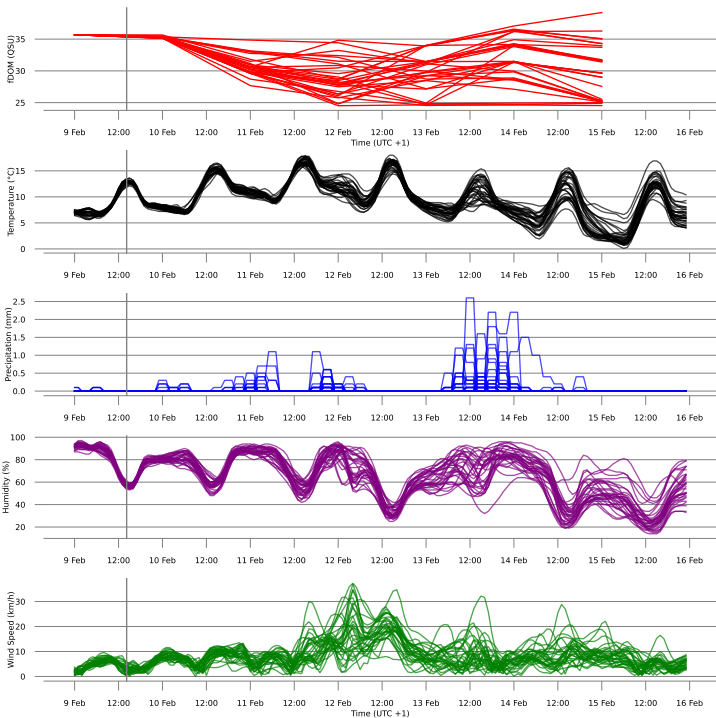 35
30
25
fDOM (QSU)
9 Feb 12:00 10 Feb 12:00 11 Feb 12:00 12 Feb 12:00 13 Feb 12:00 14 Feb 12:00 15 Feb 12:00 16 Feb
Time (UTC +1)
15
10
5
0
Temperature (°C)
9 Feb 12:00 10 Feb 12:00 11 Feb 12:00 12 Feb 12:00 13 Feb 12:00 14 Feb 12:00 15 Feb 12:00 16 Feb
2.5
2.0
1.5
1.0
0.5
0.0
Precipitation (mm)
9 Feb 12:00 10 Feb 12:00 11 Feb 12:00 12 Feb 12:00 13 Feb 12:00 14 Feb 12:00 15 Feb 12:00 16 Feb
100
80
60
40
20
Humidity (%)
9 Feb 12:00 10 Feb 12:00 11 Feb 12:00 12 Feb 12:00 13 Feb 12:00 14 Feb 12:00 15 Feb 12:00 16 Feb
30
20
10
0
Wind Speed (km/h)
9 Feb 12:00 10 Feb 12:00 11 Feb 12:00 12 Feb 12:00 13 Feb 12:00 14 Feb 12:00 15 Feb 12:00 16 Feb
Time (UTC +1)